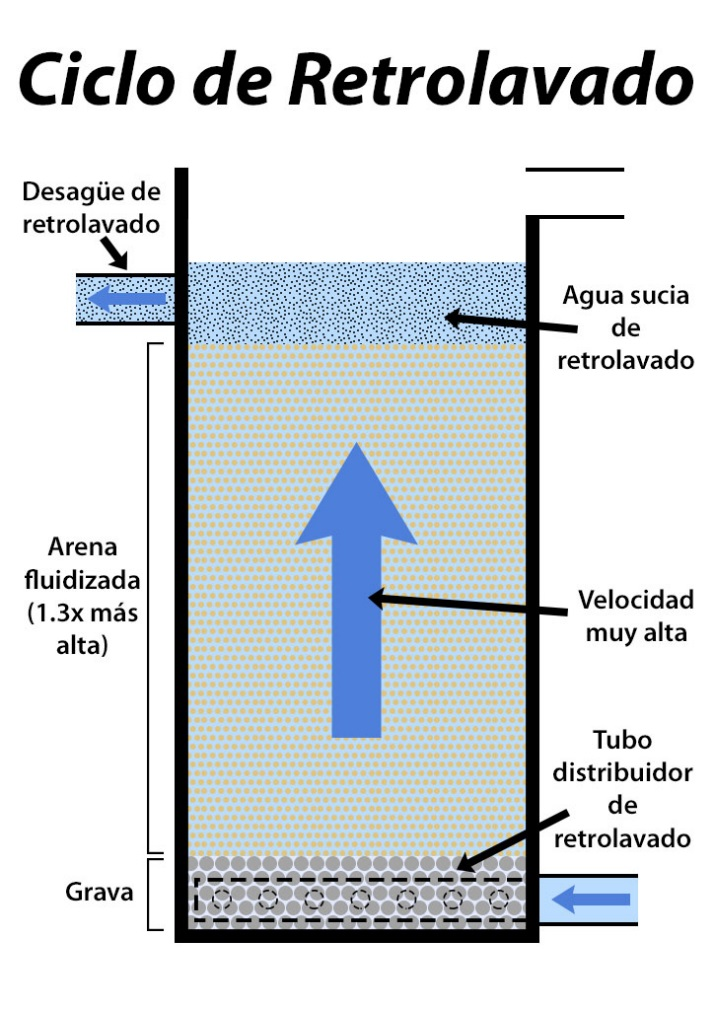 Ciclo de Retrolavado
Desagüe de
retrolavado
Agua sucia
de
retrolavado
Arena
fluidizada
(1.3x más
alta)
Velocidad
muy alta
Tubo
distribuidor
de
retrolavado
Grava